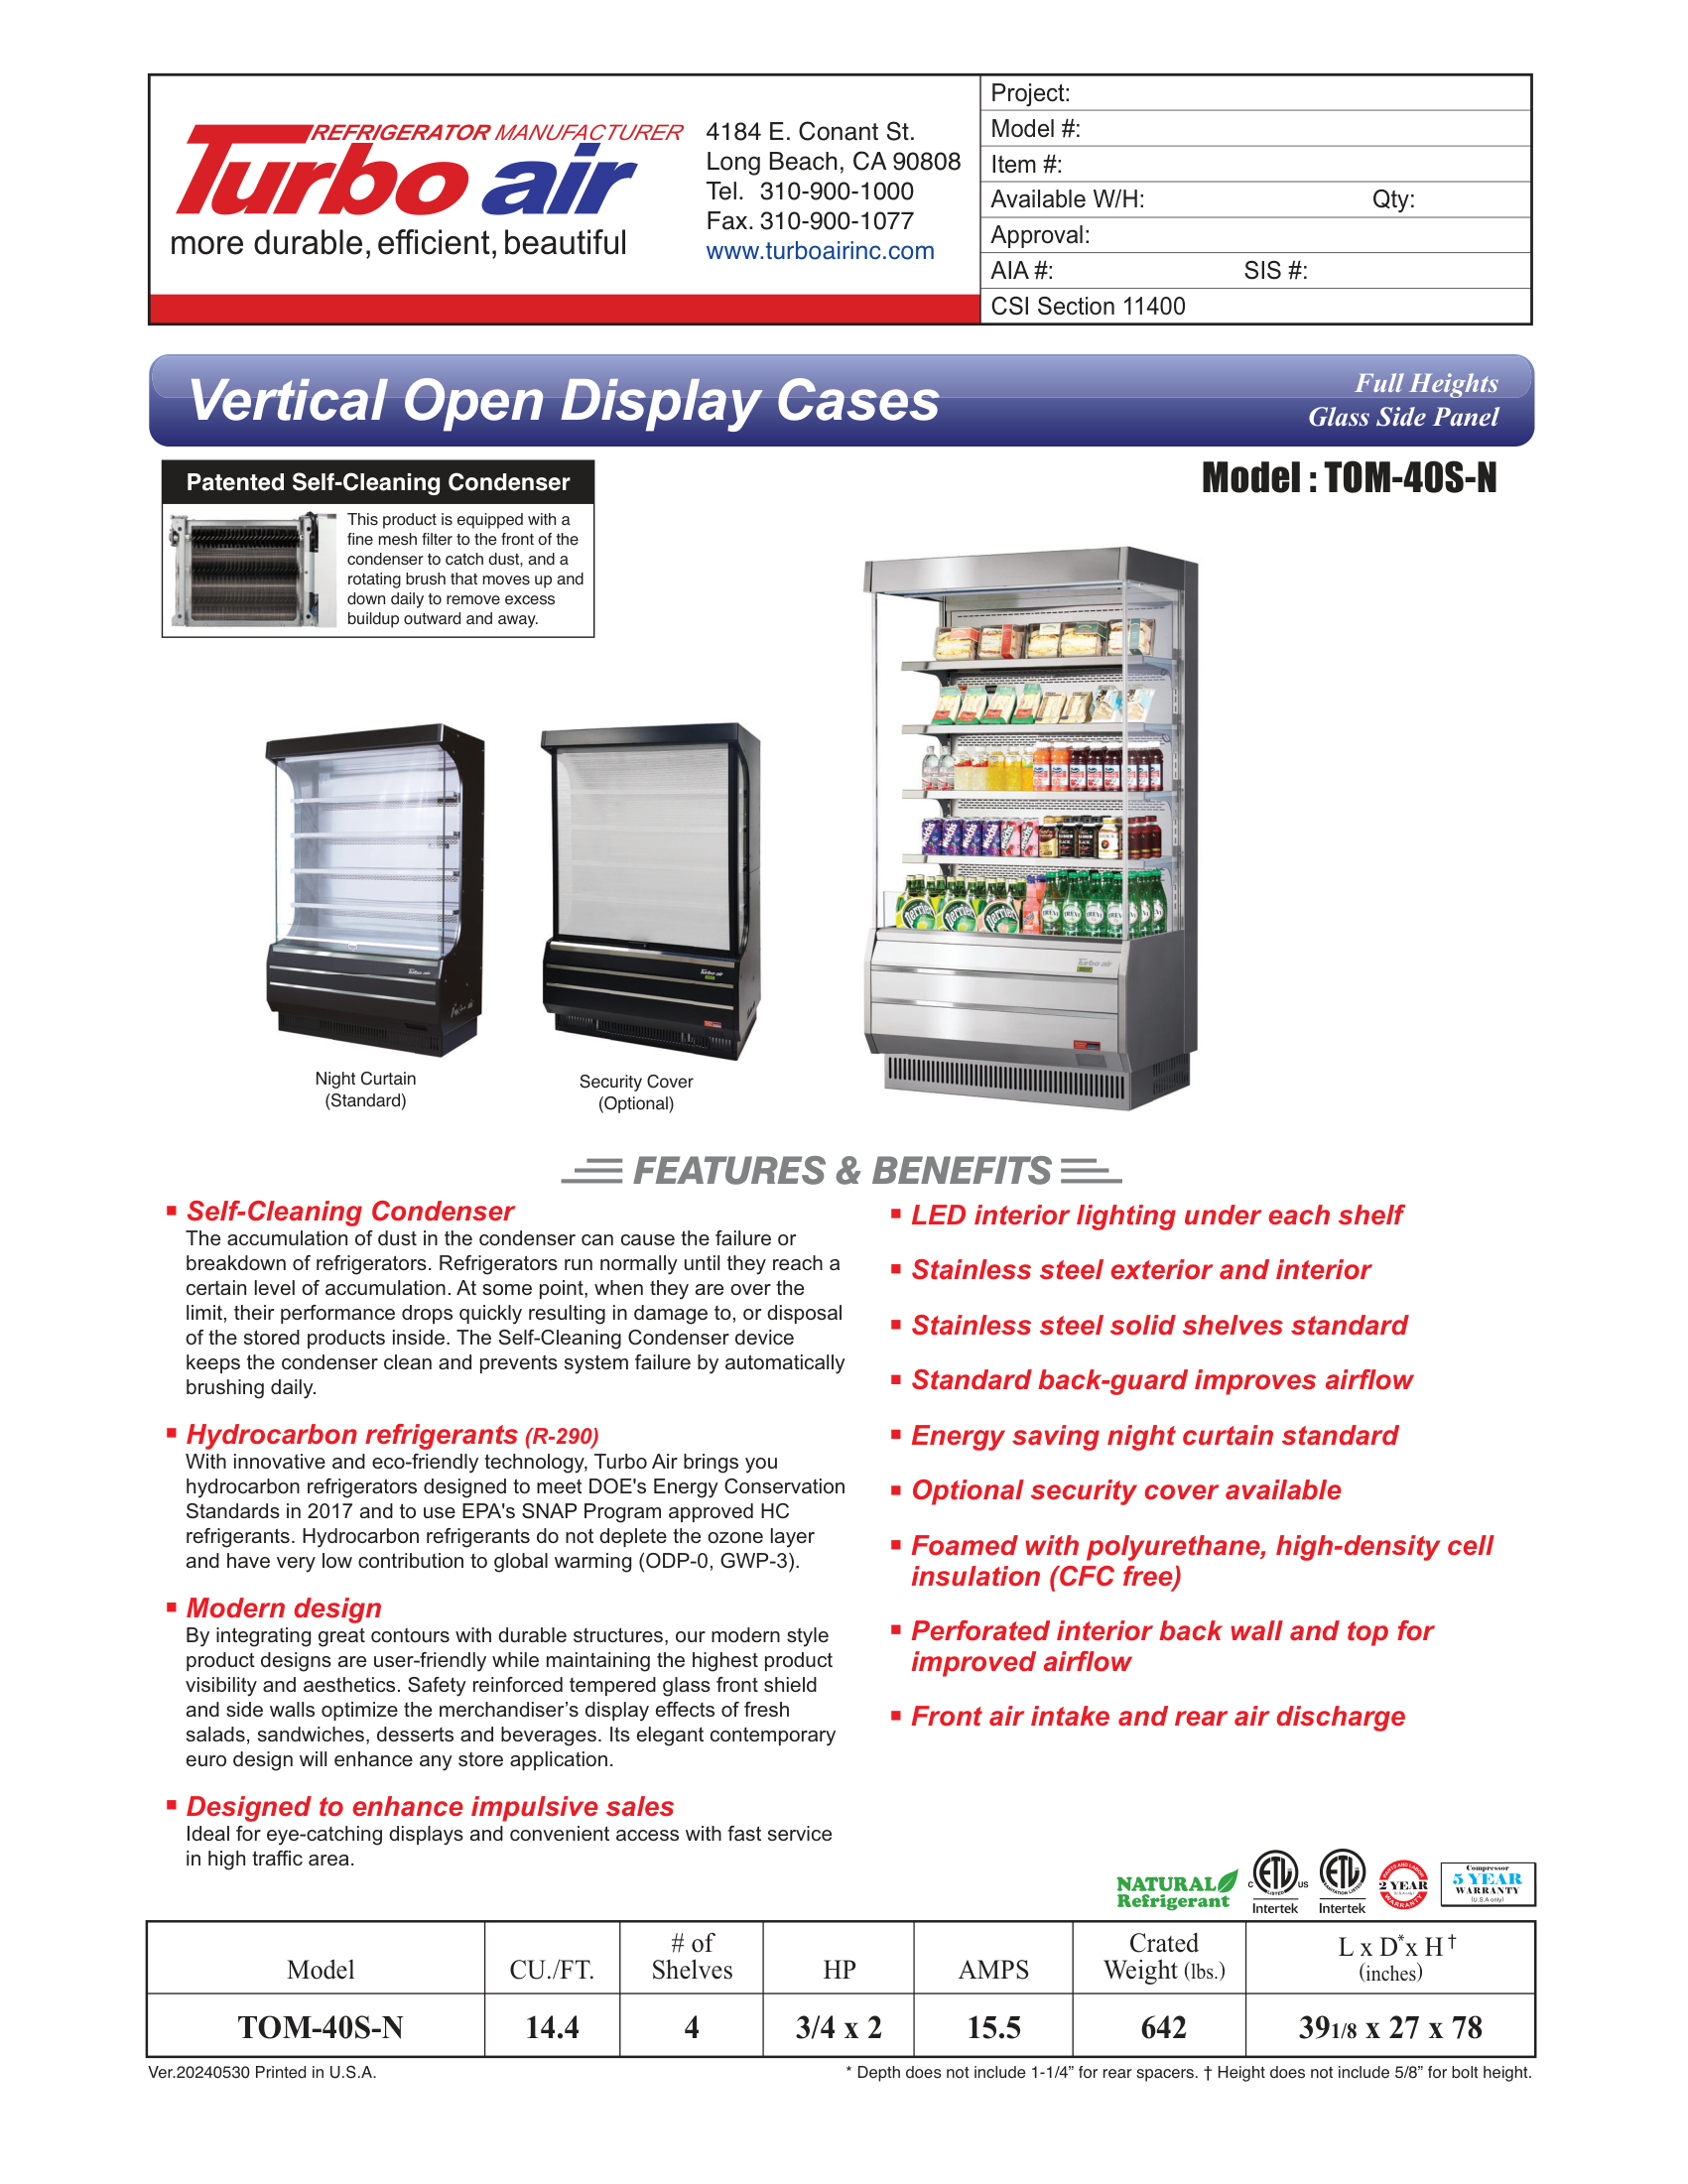 REFRIGERATOR MANUFACTURER
Turbo air
more durable, efficient, beautiful
4184 E. Conant St.
Long Beach, CA 90808
Tel. 310-900-1000
Fax. 310-900-1077
www.turboairinc.com
Project:
Model #:
Item #:
Available W/H: Qty:
Approval:
AIA #: SIS #:
CSI Section 11400
Vertical Open Display Cases
Full Heights
Glass Side Panel
Patented Self-Cleaning Condenser
This product is equipped with a
fine mesh filter to the front of the
condenser to catch dust, and a
rotating brush that moves up and
down daily to remove excess
buildup outward and away.
Model : TOM-40S-N
Night Curtain
(Standard)
Security Cover
(Optional)
FEATURES & BENEFITS
▪ Self-Cleaning Condenser
The accumulation of dust in the condenser can cause the failure or
breakdown of refrigerators. Refrigerators run normally until they reach a
certain level of accumulation. At some point, when they are over the
limit, their performance drops quickly resulting in damage to, or disposal
of the stored products inside. The Self-Cleaning Condenser device
keeps the condenser clean and prevents system failure by automatically
brushing daily.
▪ Hydrocarbon refrigerants (R-290)
With innovative and eco-friendly technology, Turbo Air brings you
hydrocarbon refrigerators designed to meet DOE's Energy Conservation
Standards in 2017 and to use EPA's SNAP Program approved HC
refrigerants. Hydrocarbon refrigerants do not deplete the ozone layer
and have very low contribution to global warming (ODP-0, GWP-3).
▪ Modern design
By integrating great contours with durable structures, our modern style
product designs are user-friendly while maintaining the highest product
visibility and aesthetics. Safety reinforced tempered glass front shield
and side walls optimize the merchandiser’s display effects of fresh
salads, sandwiches, desserts and beverages. Its elegant contemporary
euro design will enhance any store application.
▪ Designed to enhance impulsive sales
Ideal for eye-catching displays and convenient access with fast service
in high traffic area.
▪ LED interior lighting under each shelf
▪ Stainless steel exterior and interior
▪ Stainless steel solid shelves standard
▪ Standard back-guard improves airflow
▪ Energy saving night curtain standard
▪ Optional security cover available
▪ Foamed with polyurethane, high-density cell
insulation (CFC free)
▪ Perforated interior back wall and top for
improved airflow
▪ Front air intake and rear air discharge
NATURAL
Refrigerant
C ETL US
LISTED
Intertek
ETL
SANITATION LISTED
Intertek
PARTS AND LABOR
2 YEAR
WARRANTY
Compressor
5 YEAR
WARRANTY
(U.S.A only)
Model CU./FT. # of Shelves HP AMPS Crated Weight (lbs.) L x D* x H† (inches)
TOM-40S-N 14.4 4 3/4 x 2 15.5 642 39 1/8 x 27 x 78
Ver.20240530 Printed in U.S.A.
* Depth does not include 1-1/4” for rear spacers. † Height does not include 5/8” for bolt height.